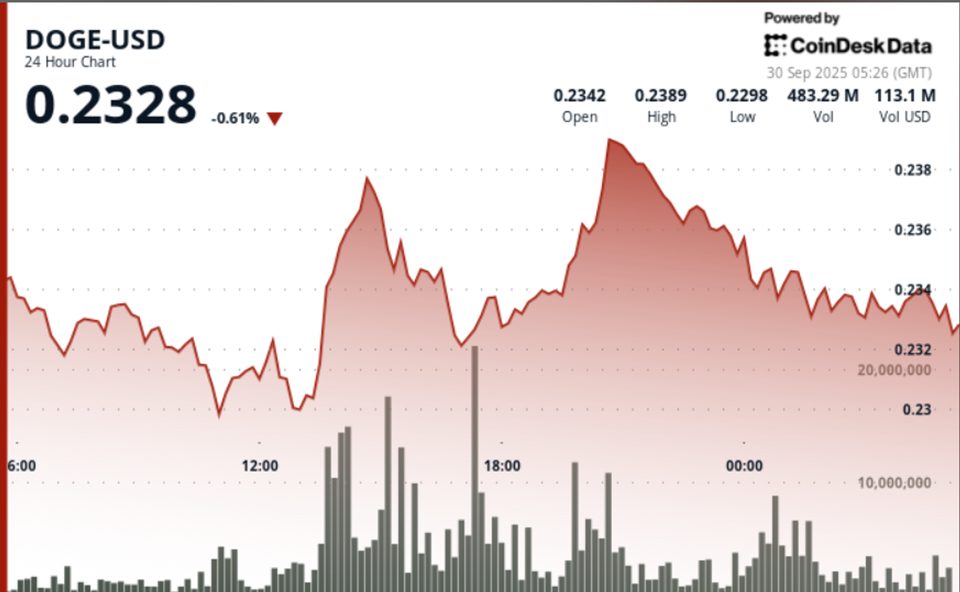 Powered by
CoinDesk Data
DOGE-USD
24 Hour Chart
30 Sep 2025 05:26 (GMT)
0.2328 -0.61%
0.2342 0.2389 0.2298 483.29 M 113.1 M
Open High Low Vol Vol USD
0.238
0.236
0.234
0.232
20,000,000
0.23
6:00 12:00 18:00 00:00
10,000,000